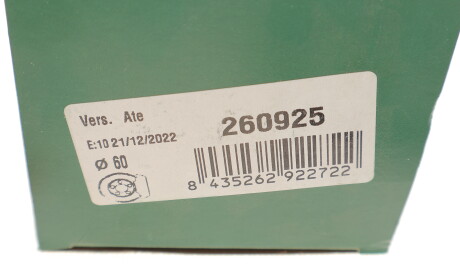 Vers. Ate
E:10 21/12/2022
Ø 60
260925
8 435262 922722